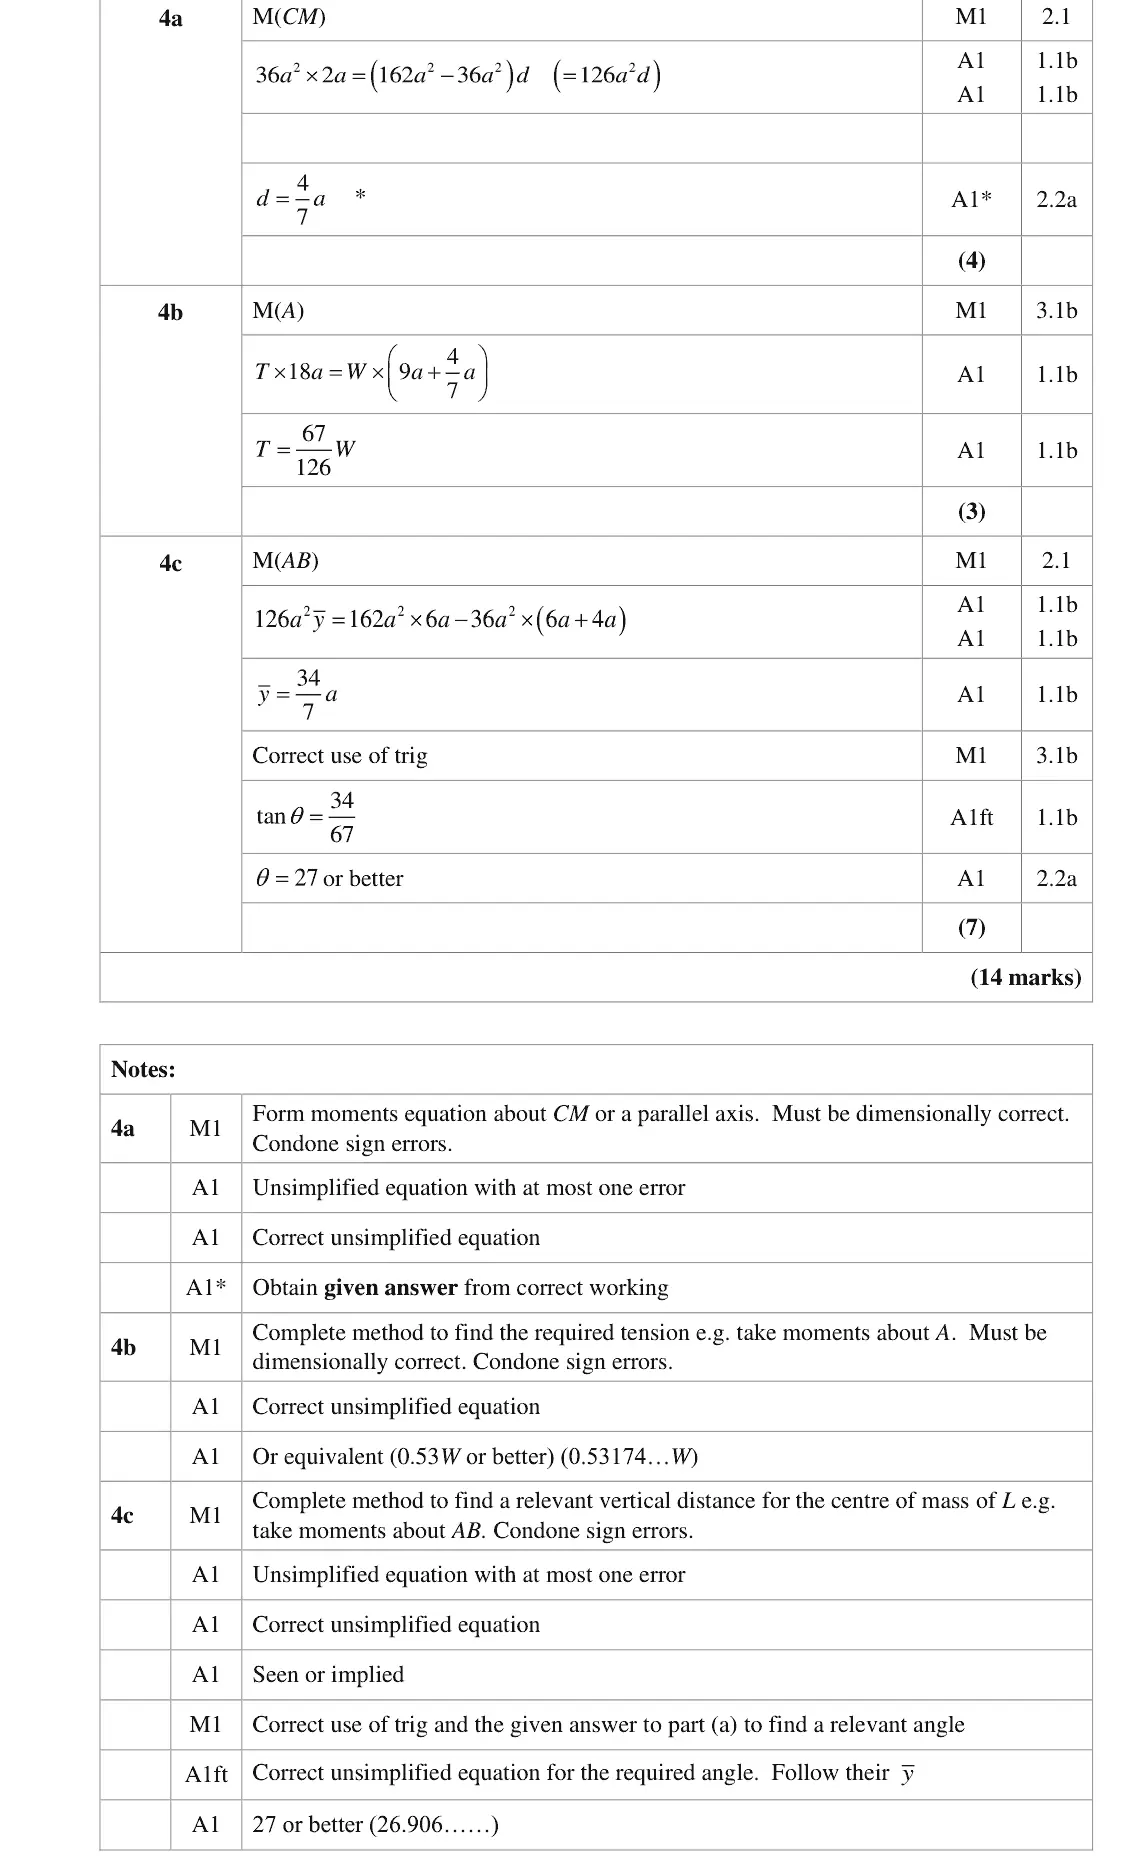 4a M(CM) M1 2.1
36a² × 2a = (162a² − 36a²)d (= 126a²d) A1 1.1b
A1 1.1b
d = 4/7 a * A1* 2.2a
(4)
4b M(A) M1 3.1b
T × 18a = W × (9a + 4/7 a) A1 1.1b
T = 67/126 W A1 1.1b
(3)
4c M(AB) M1 2.1
126a²y̅ = 162a² × 6a − 36a² × (6a + 4a) A1 1.1b
A1 1.1b
y̅ = 34/7 a A1 1.1b
Correct use of trig M1 3.1b
tan θ = 34/67 A1ft 1.1b
θ = 27 or better A1 2.2a
(7)
(14 marks)
Notes:
4a M1 Form moments equation about CM or a parallel axis. Must be dimensionally correct.
Condone sign errors.
A1 Unsimplified equation with at most one error
A1 Correct unsimplified equation
A1* Obtain given answer from correct working
4b M1 Complete method to find the required tension e.g. take moments about A. Must be
dimensionally correct. Condone sign errors.
A1 Correct unsimplified equation
A1 Or equivalent (0.53W or better) (0.53174…W)
4c M1 Complete method to find a relevant vertical distance for the centre of mass of L e.g.
take moments about AB. Condone sign errors.
A1 Unsimplified equation with at most one error
A1 Correct unsimplified equation
A1 Seen or implied
M1 Correct use of trig and the given answer to part (a) to find a relevant angle
A1ft Correct unsimplified equation for the required angle. Follow their y̅
A1 27 or better (26.906……)